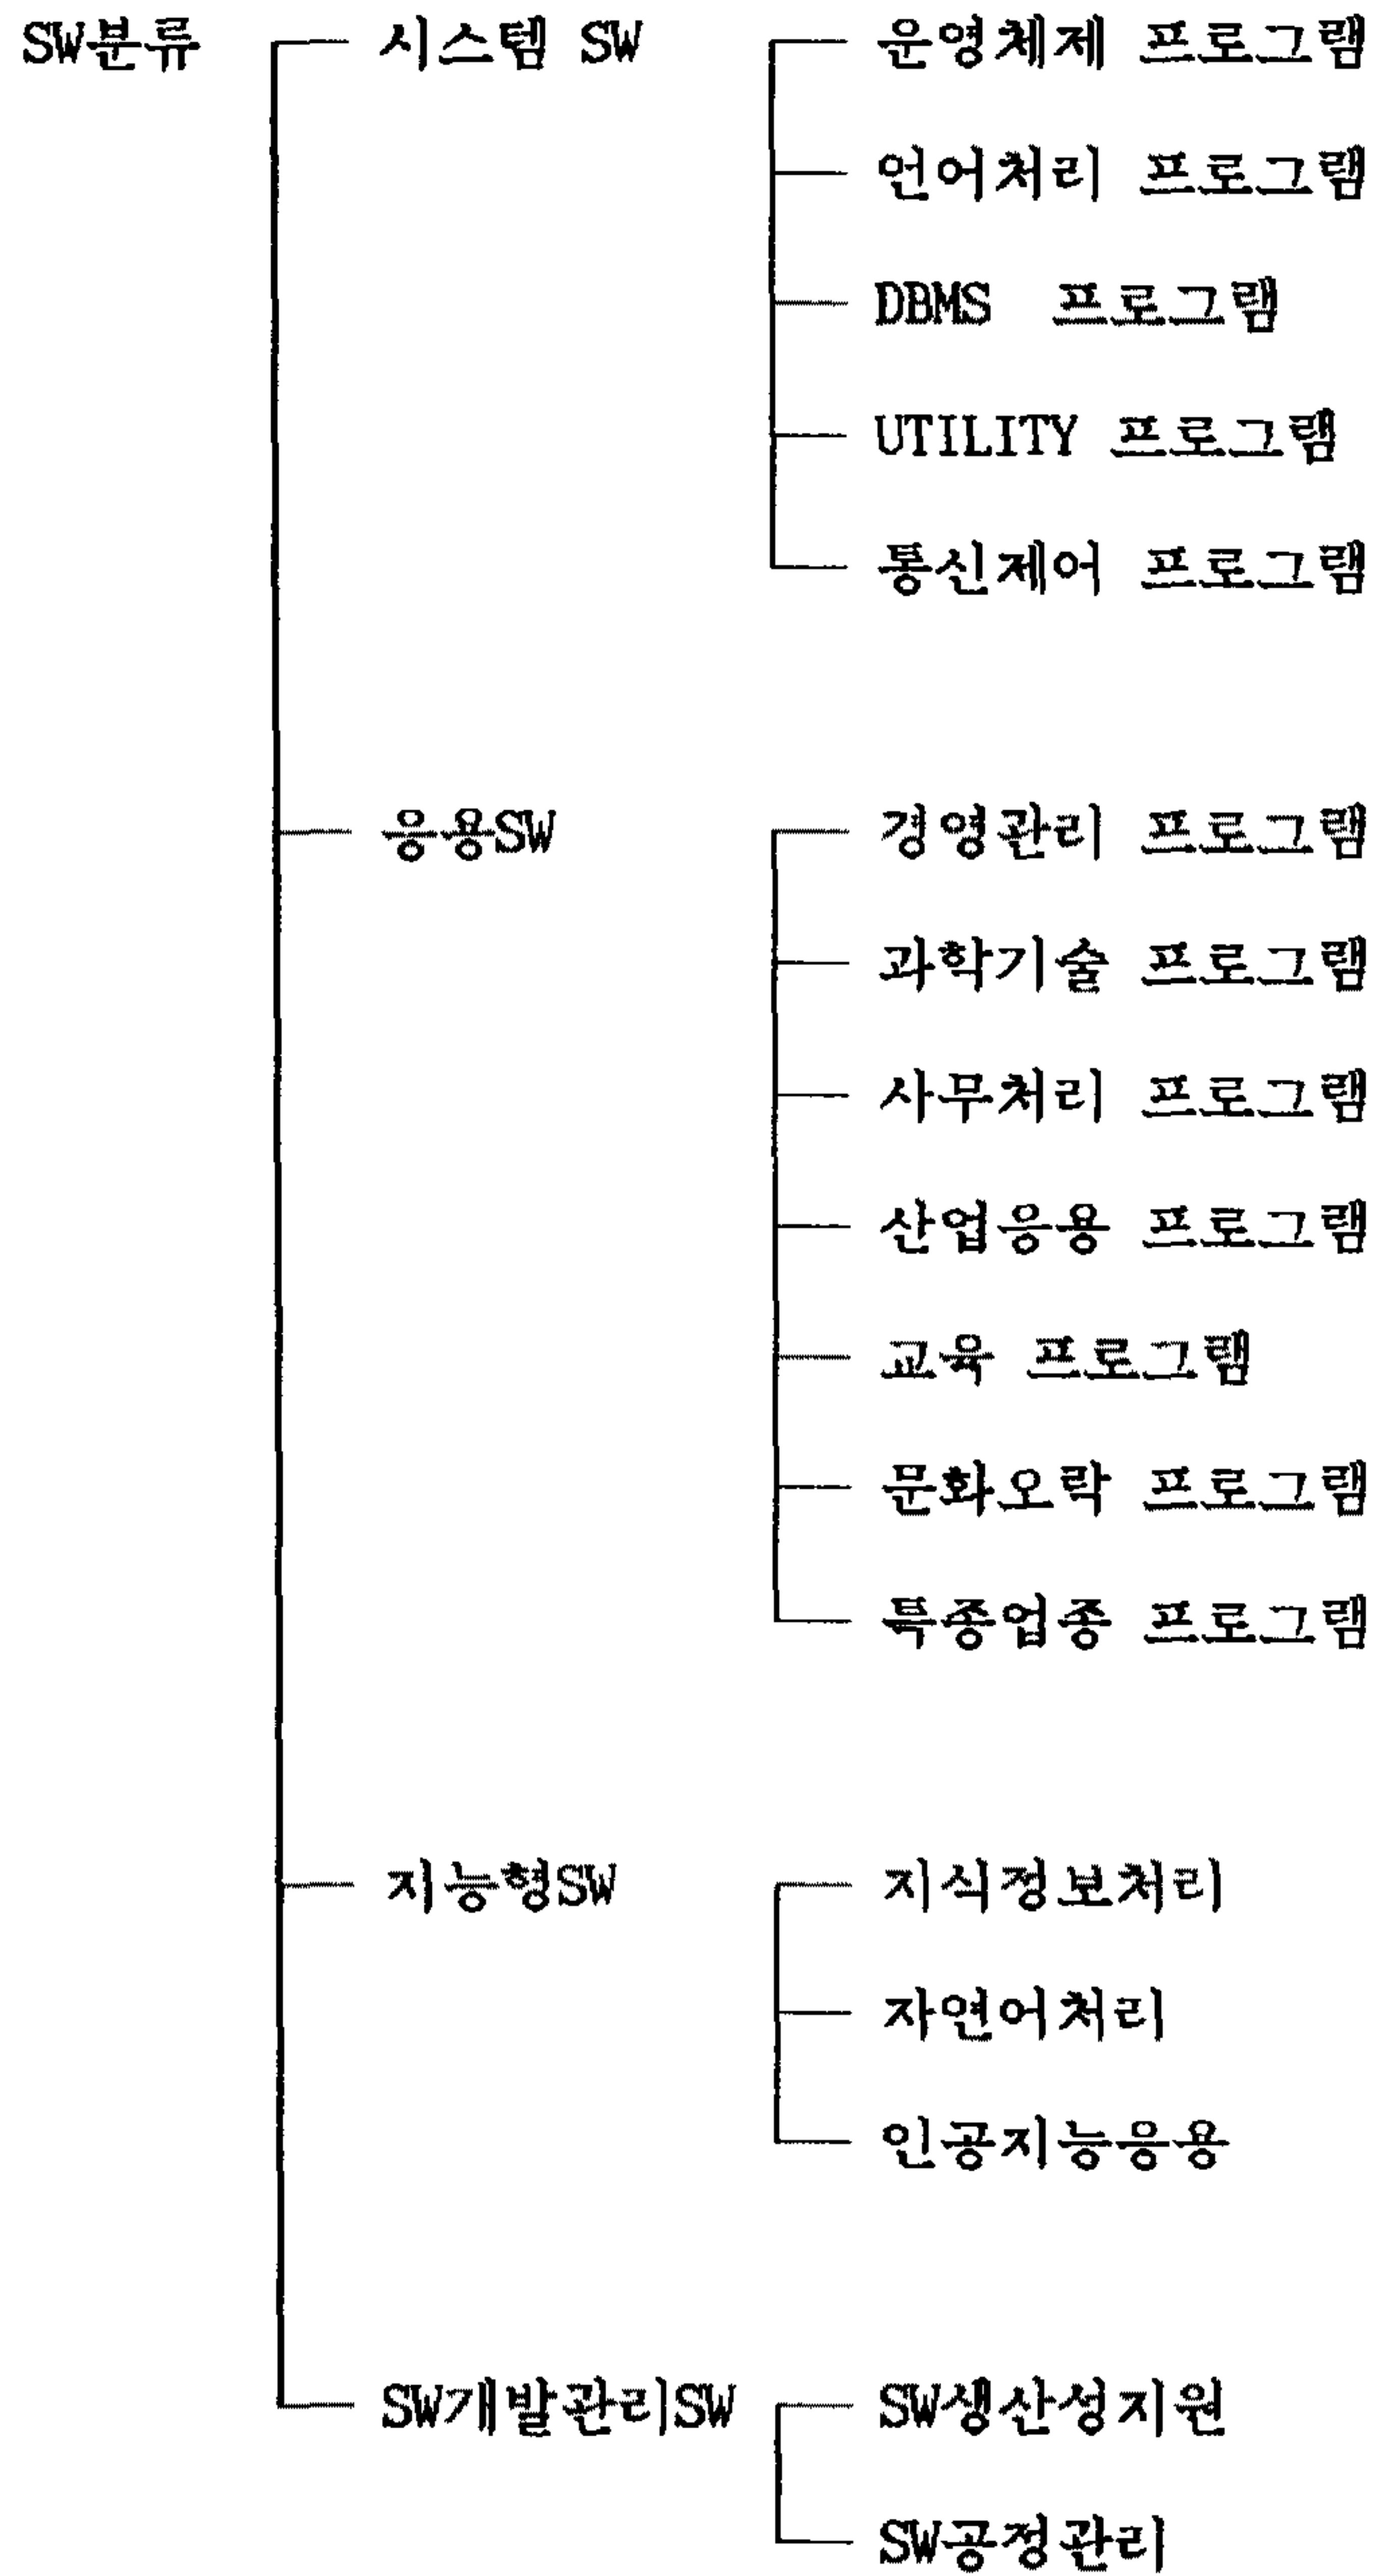 SW분류 시스템 SW 운영체제 프로그램
언어처리 프로그램
DBMS 프로그램
UTILITY 프로그램
통신제어 프로그램
응용SW 경영관리 프로그램
과학기술 프로그램
사무처리 프로그램
산업응용 프로그램
교육 프로그램
문화오락 프로그램
특종업종 프로그램
지능형SW 지식정보처리
자연어처리
인공지능응용
SW개발관리SW SW생산성지원
SW공정관리